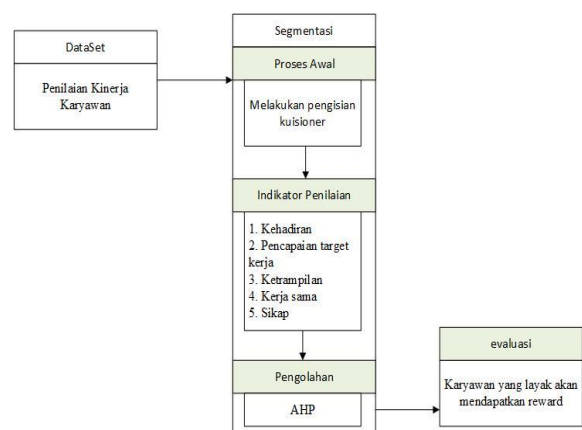 DataSet
Penilaian Kinerja
Karyawan
Segmentasi
Proses Awal
Melakukan pengisian
kuisioner
Indikator Penilaian
1. Kehadiran
2. Pencapaian target
kerja
3. Ketrampilan
4. Kerja sama
5. Sikap
Pengolahan
AHP
evaluasi
Karyawan yang layak akan
mendapatkan reward